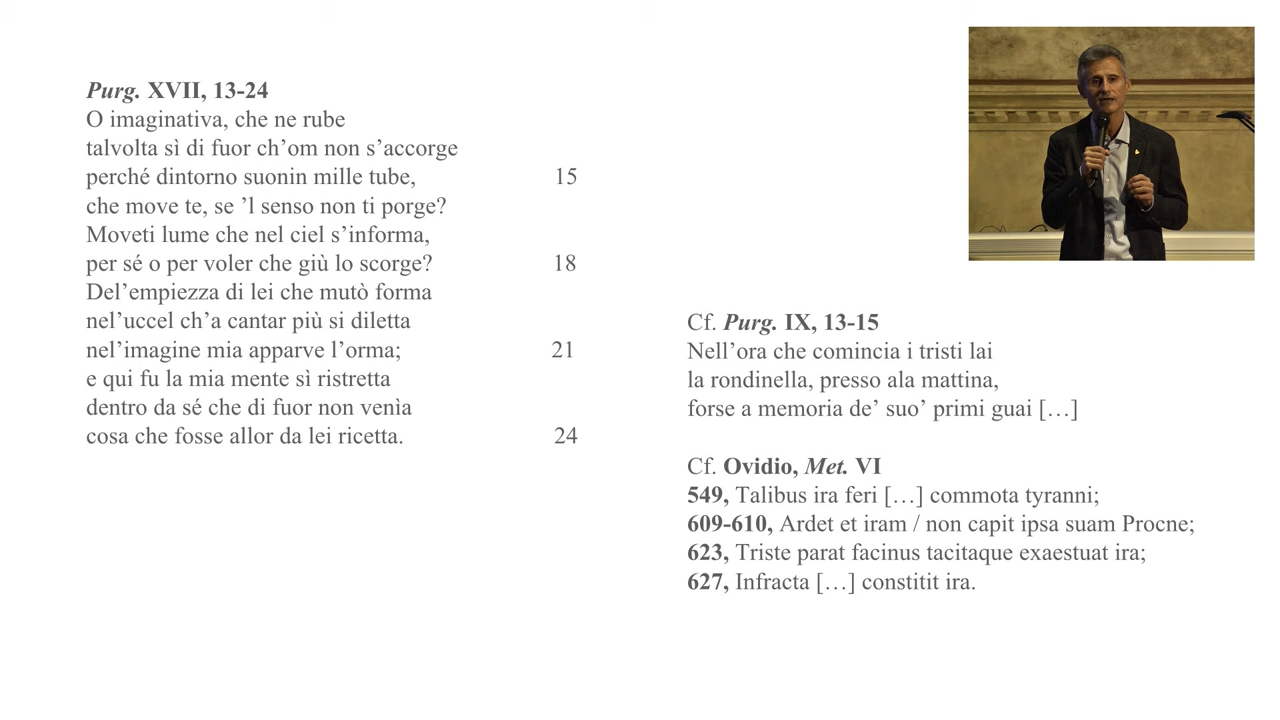 Purg. XVII, 13-24
O imaginativa, che ne rube
talvolta sì di fuor ch’om non s’accorge
perché dintorno suonin mille tube, 15
che move te, se ’l senso non ti porge?
Moveti lume che nel ciel s’informa,
per sé o per voler che giù lo scorge? 18
Del’empiezza di lei che mutò forma
nel’uccel ch’a cantar più si diletta
nel’imagine mia apparve l’orma; 21
e qui fu la mia mente sì ristretta
dentro da sé che di fuor non venìa
cosa che fosse allor da lei ricetta. 24
Cf. Purg. IX, 13-15
Nell’ora che comincia i tristi lai
la rondinella, presso ala mattina,
forse a memoria de’ suo’ primi guai […]
Cf. Ovidio, Met. VI
549, Talibus ira feri […] commota tyranni;
609-610, Ardet et iram / non capit ipsa suam Procne;
623, Triste parat facinus tacitaque exaestuat ira;
627, Infracta […] constitit ira.